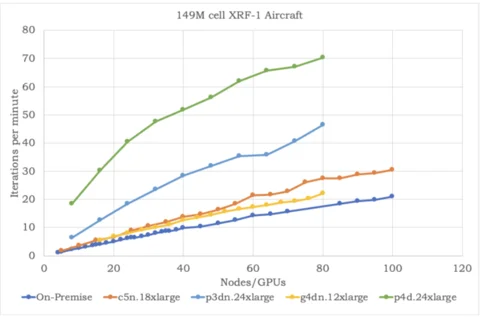 149M cell XRF-1 Aircraft
80
70
60
50
40
30
20
10
0
Iterations per minute
0 20 40 60 80 100 120
Nodes/GPUs
On-Premise c5n.18xlarge p3dn.24xlarge g4dn.12xlarge p4d.24xlarge